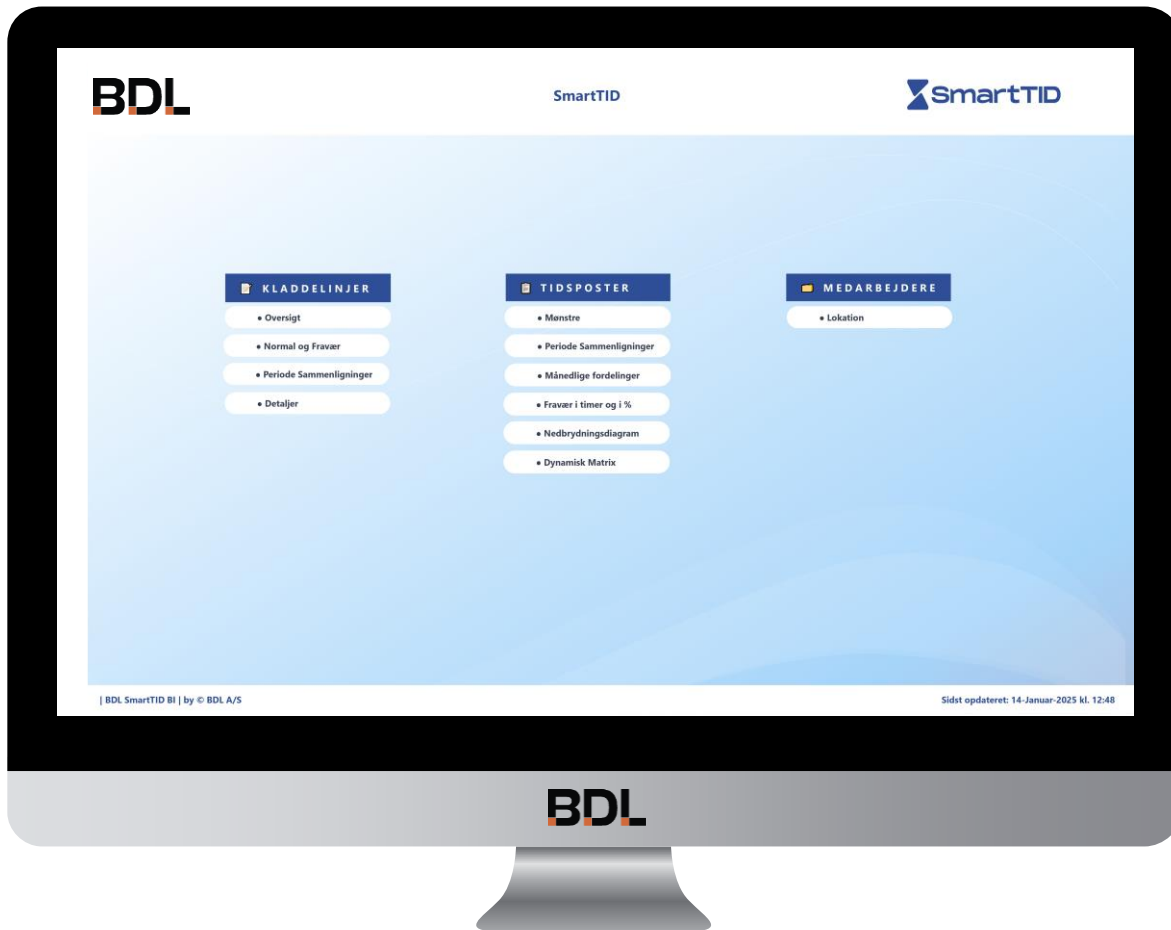 BDL
SmartTID
SmartTID
KLADDELINJER
• Oversigt
• Normal og Fravær
• Periode Sammenligninger
• Detaljer
TIDSPOSTER
• Mønstre
• Periode Sammenligninger
• Månedlige fordelinger
• Fravær i timer og i %
• Nedbrydningsdiagram
• Dynamisk Matrix
MEDARBEJDERE
• Lokation
| BDL SmartTID BI | by © BDL A/S
Sidst opdateret: 14-Januar-2025 kl. 12:48
BDL